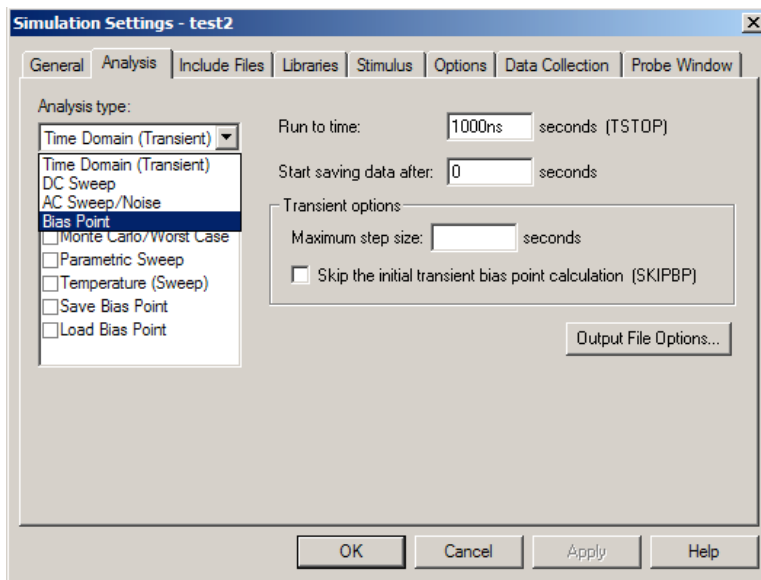 Simulation Settings - test2
General Analysis Include Files Libraries Stimulus Options Data Collection Probe Window
Analysis type:
Time Domain (Transient)
Time Domain (Transient)
DC Sweep
AC Sweep/Noise
Bias Point
Monte Carlo/Worst Case
Parametric Sweep
Temperature (Sweep)
Save Bias Point
Load Bias Point
Run to time: 1000ns seconds (TSTOP)
Start saving data after: 0 seconds
Transient options
Maximum step size: seconds
Skip the initial transient bias point calculation (SKIPBP)
Output File Options...
OK Cancel Apply Help